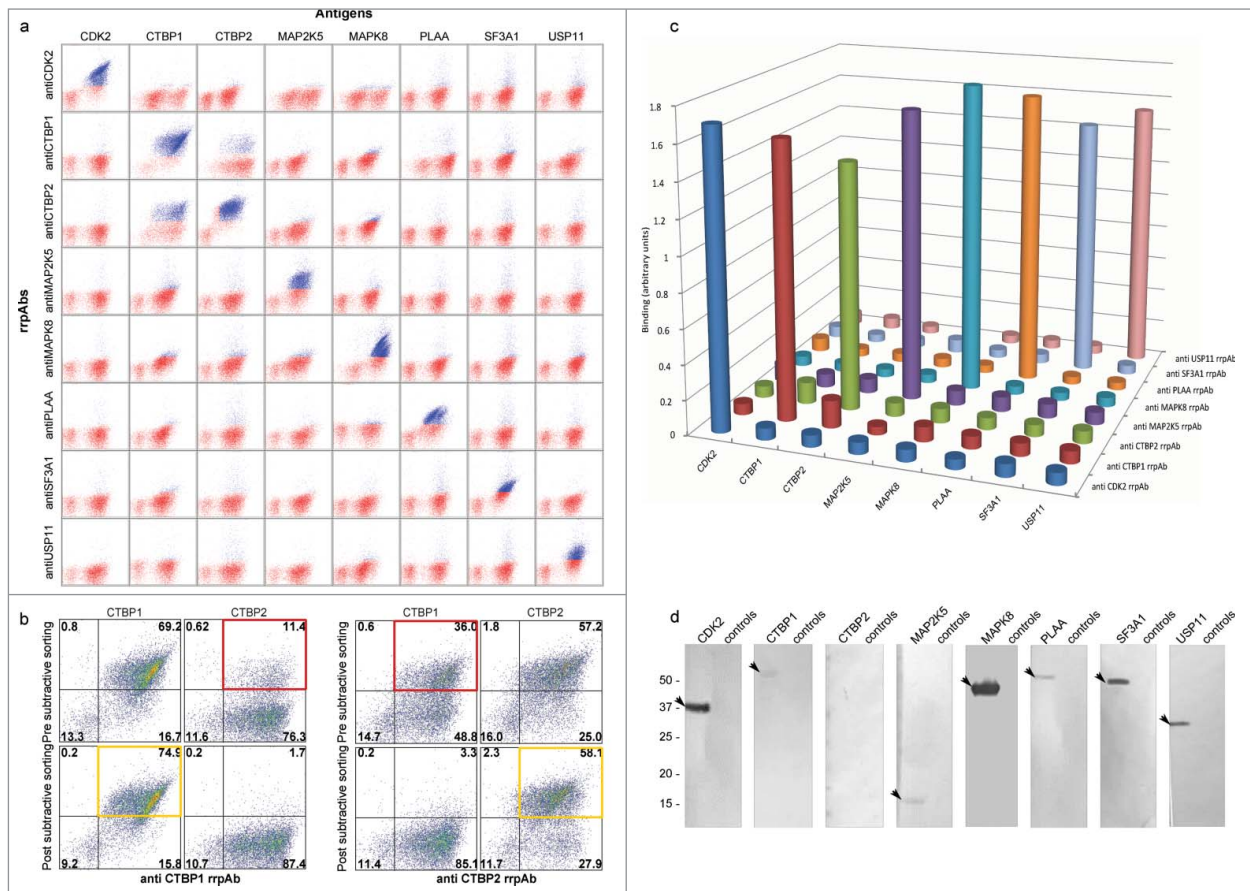 a
Antigens
CDK2 CTBP1 CTBP2 MAP2K5 MAPK8 PLAA SF3A1 USP11
rrpAbs
antiCDK2
antiCTBP1
antiCTBP2
antiMAP2K5
antiMAPK8
antiPLAA
antiSF3A1
antiUSP11
b
CTBP1 CTBP2
Pre subtractive sorting
0.8 69.2 0.62 11.4
13.3 16.7 11.6 76.3
Post subtractive sorting
0.2 74.9 0.2 1.7
9.2 15.8 10.7 87.4
anti CTBP1 rrpAb
CTBP1 CTBP2
Pre subtractive sorting
0.6 36.0 1.8 57.2
14.7 48.8 16.0 25.0
Post subtractive sorting
0.2 3.3 2.3 58.1
11.4 85.1 11.7 27.9
anti CTBP2 rrpAb
c
Binding (arbitrary units)
1.8
1.6
1.4
1.2
1
0.8
0.6
0.4
0.2
0
CDK2
CTBP1
CTBP2
MAP2K5
MAPK8
PLAA
SF3A1
USP11
anti USP11 rrpAb
anti SF3A1 rrpAb
anti PLAA rrpAb
anti MAPK8 rrpAb
anti MAP2K5 rrpAb
anti CTBP2 rrpAb
anti CTBP1 rrpAb
anti CDK2 rrpAb
d
CDK2 controls CTBP1 controls CTBP2 controls MAP2K5 controls MAPK8 controls PLAA controls SF3A1 controls USP11 controls
50 -
37 -
25 -
20 -
15 -